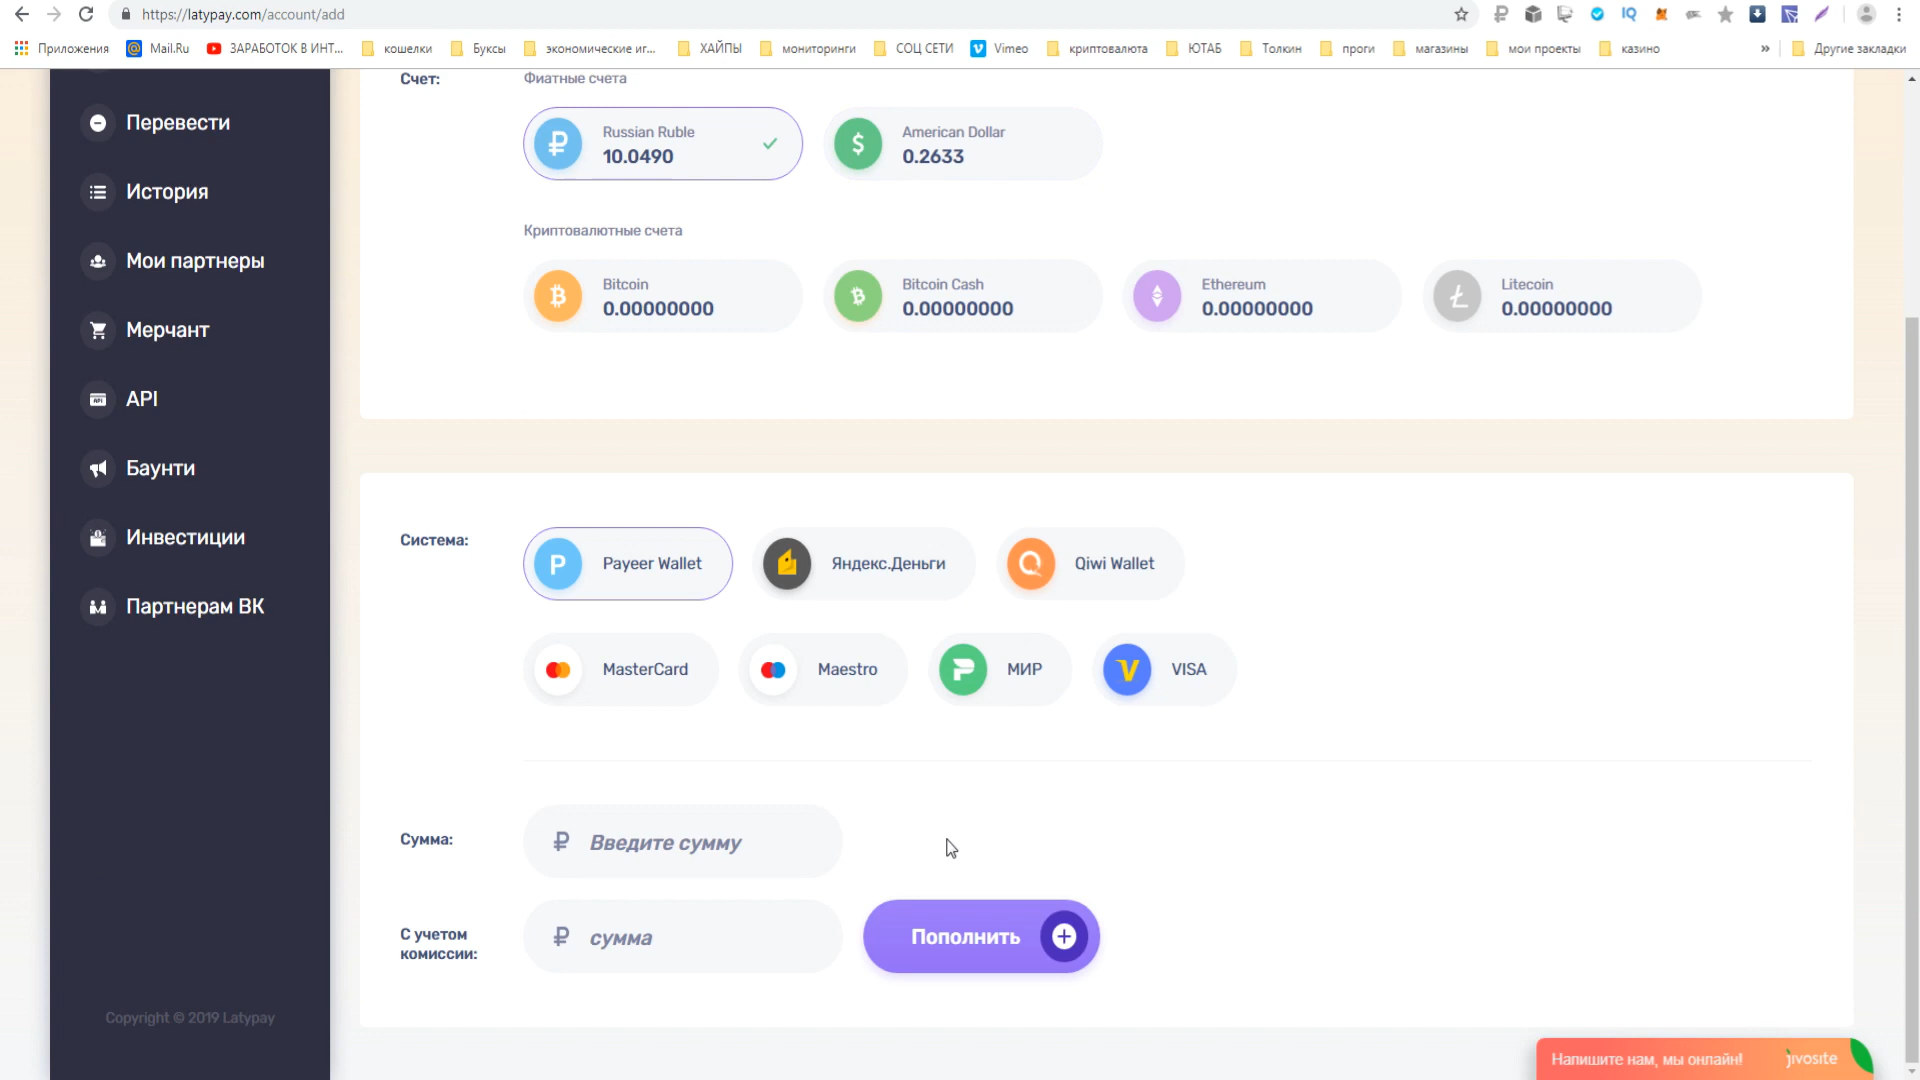 https://latypay.com/account/add
Приложения
Mail.Ru
ЗАРАБОТОК В ИНТ...
кошелки
Буксы
экономические иг...
ХАЙПЫ
мониторинги
СОЦ СЕТИ
Vimeo
криптовалюта
ЮТАБ
Толкин
проги
магазины
мои проекты
казино
»
Другие закладки
Перевести
История
Мои партнеры
Мерчант
API
Баунти
Инвестиции
Партнерам ВК
Copyright © 2019 Latypay
Счет:
Фиатные счета
Russian Ruble
10.0490
American Dollar
0.2633
Криптовалютные счета
Bitcoin
0.00000000
Bitcoin Cash
0.00000000
Ethereum
0.00000000
Litecoin
0.00000000
Система:
Payeer Wallet
Яндекс.Деньги
Qiwi Wallet
MasterCard
Maestro
МИР
VISA
Сумма:
₽ Введите сумму
С учетом
комиссии:
₽ сумма
Пополнить
Напишите нам, мы онлайн!
jivosite